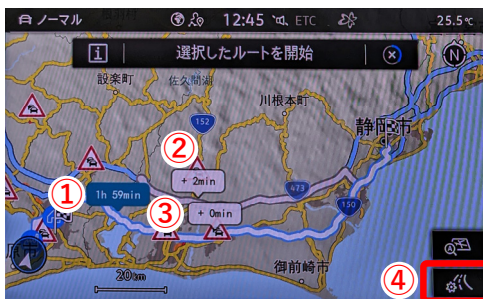 ノーマル 12:45 ETC 25.5℃
i 選択したルートを開始
N
設楽町 佐久間湖
川根本町
152
静岡市
②
① 1h 59min + 2min
473
150
③ + 0min
御前崎市
20km
④